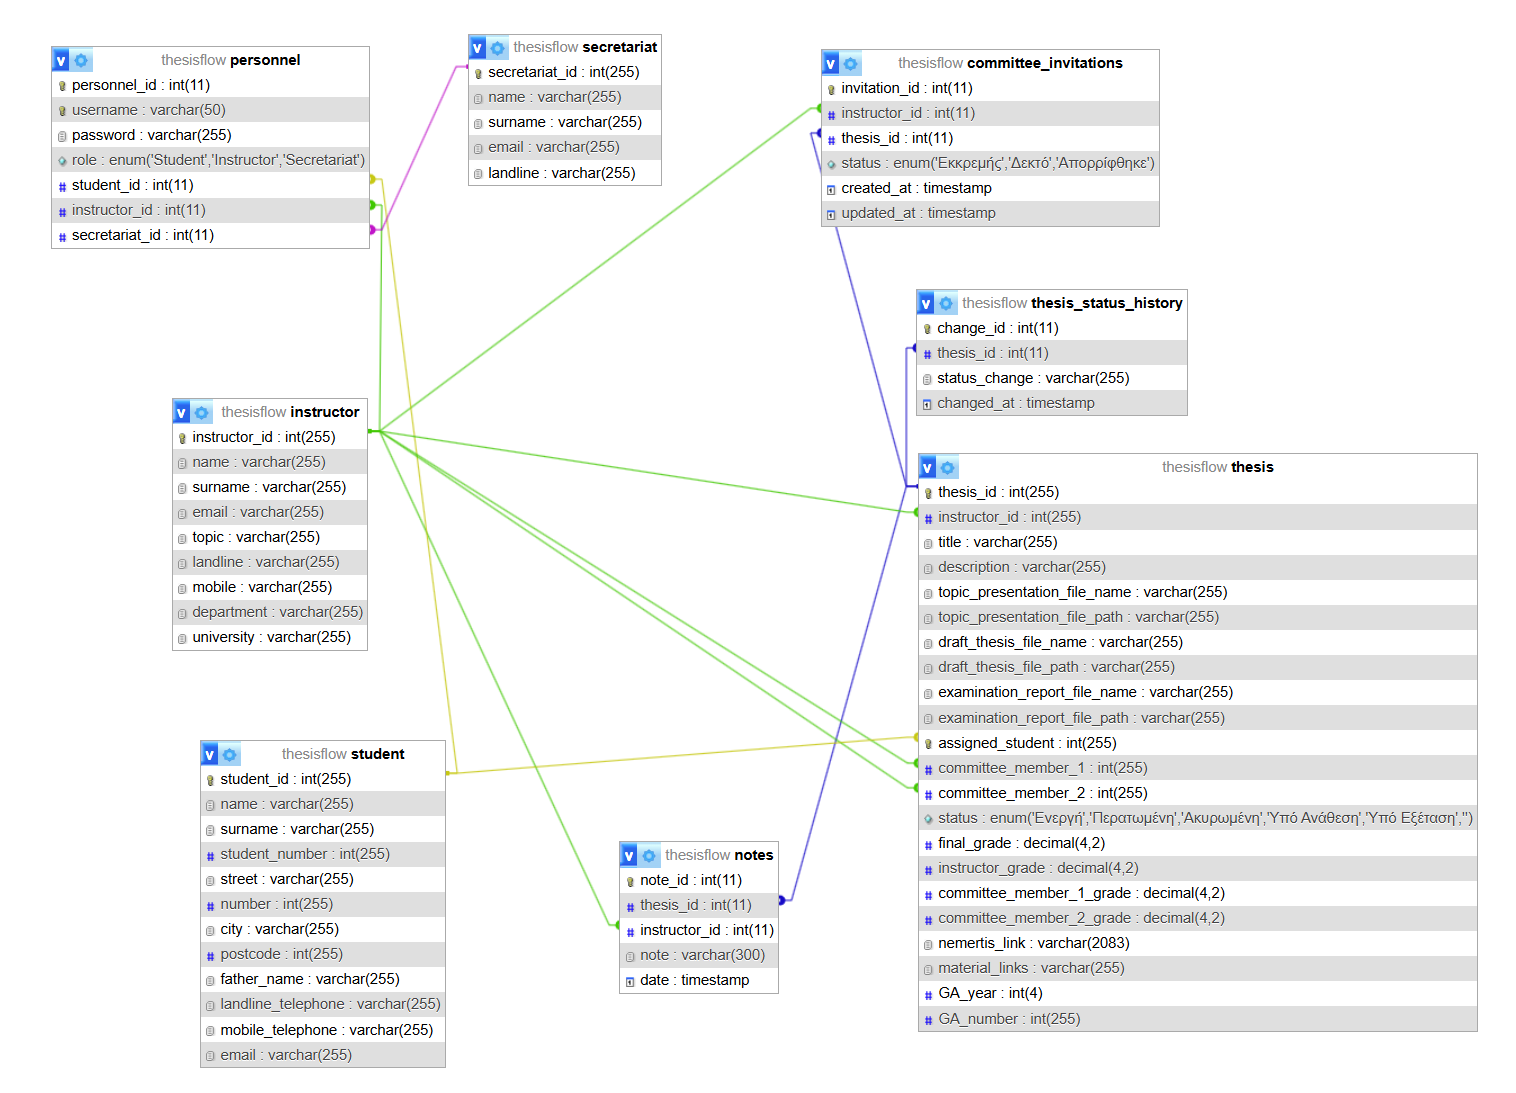 v thesisflow personnel
personnel_id : int(11)
username : varchar(50)
password : varchar(255)
role : enum('Student','Instructor','Secretariat')
# student_id : int(11)
# instructor_id : int(11)
# secretariat_id : int(11)
v thesisflow secretariat
secretariat_id : int(255)
name : varchar(255)
surname : varchar(255)
email : varchar(255)
landline : varchar(255)
v thesisflow committee_invitations
invitation_id : int(11)
# instructor_id : int(11)
# thesis_id : int(11)
status : enum('Εκκρεμής','Δεκτό','Απορρίφθηκε')
created_at : timestamp
updated_at : timestamp
v thesisflow thesis_status_history
change_id : int(11)
# thesis_id : int(11)
status_change : varchar(255)
changed_at : timestamp
v thesisflow instructor
instructor_id : int(255)
name : varchar(255)
surname : varchar(255)
email : varchar(255)
topic : varchar(255)
landline : varchar(255)
mobile : varchar(255)
department : varchar(255)
university : varchar(255)
v thesisflow thesis
thesis_id : int(255)
# instructor_id : int(255)
title : varchar(255)
description : varchar(255)
topic_presentation_file_name : varchar(255)
topic_presentation_file_path : varchar(255)
draft_thesis_file_name : varchar(255)
draft_thesis_file_path : varchar(255)
examination_report_file_name : varchar(255)
examination_report_file_path : varchar(255)
assigned_student : int(255)
# committee_member_1 : int(255)
# committee_member_2 : int(255)
status : enum('Ενεργή','Περατωμένη','Ακυρωμένη','Υπό Ανάθεση','Υπό Εξέταση','')
# final_grade : decimal(4,2)
# instructor_grade : decimal(4,2)
# committee_member_1_grade : decimal(4,2)
# committee_member_2_grade : decimal(4,2)
nemertis_link : varchar(2083)
material_links : varchar(255)
# GA_year : int(4)
# GA_number : int(255)
v thesisflow student
student_id : int(255)
name : varchar(255)
surname : varchar(255)
# student_number : int(255)
street : varchar(255)
# number : int(255)
city : varchar(255)
# postcode : int(255)
father_name : varchar(255)
landline_telephone : varchar(255)
mobile_telephone : varchar(255)
email : varchar(255)
v thesisflow notes
note_id : int(11)
# thesis_id : int(11)
# instructor_id : int(11)
note : varchar(300)
date : timestamp